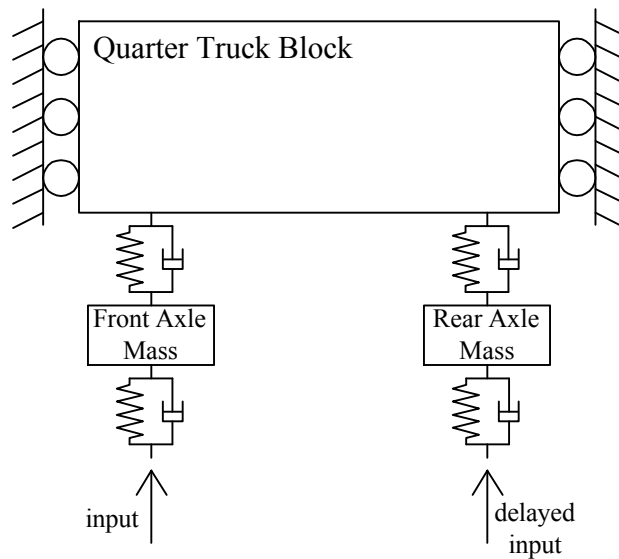 Quarter Truck Block
Front Axle
Mass
Rear Axle
Mass
input
delayed
input